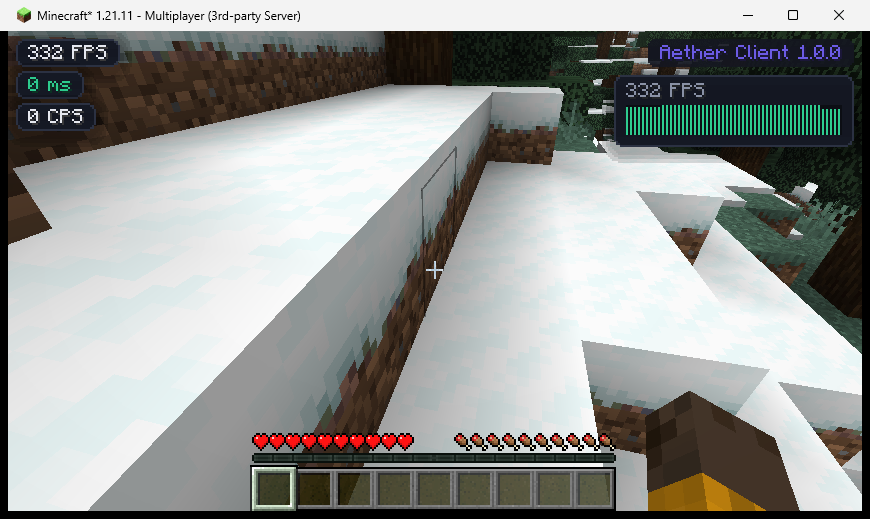 Minecraft* 1.21.11 - Multiplayer (3rd-party Server)
332 FPS
0 ms
0 CPS
Aether Client 1.0.0
332 FPS